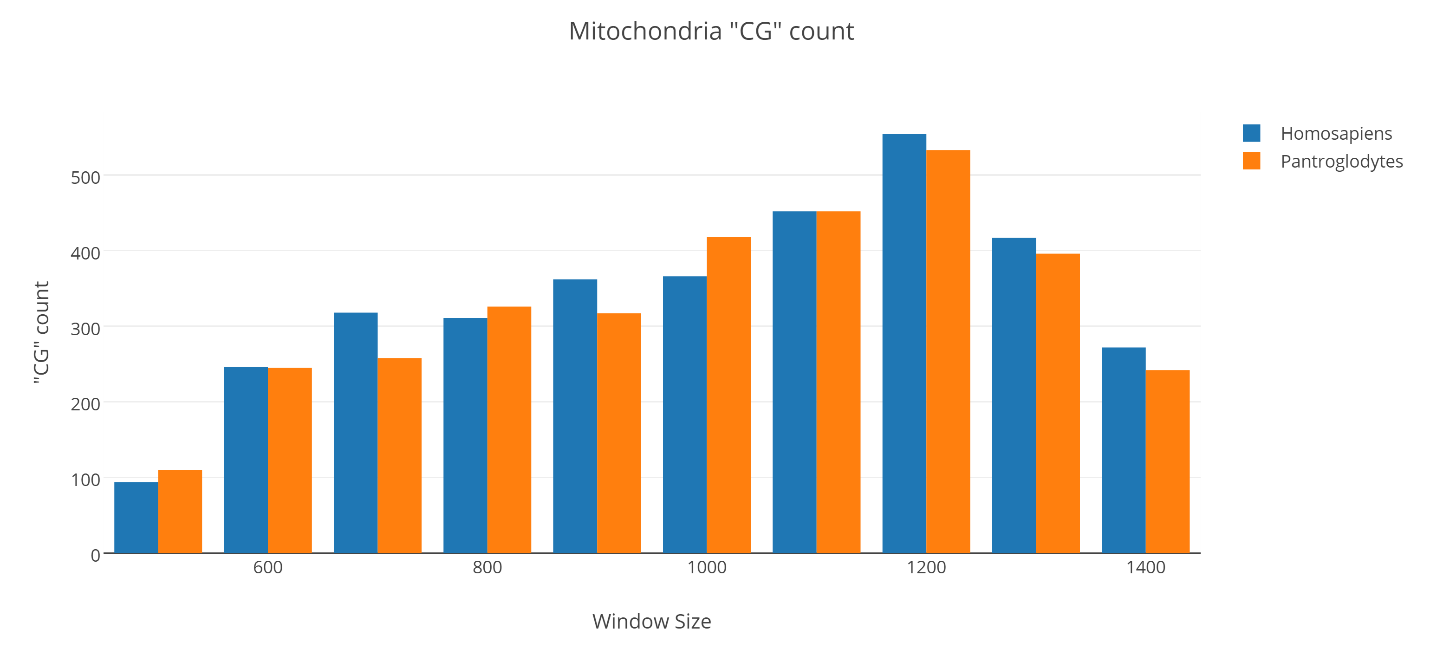 Mitochondria "CG" count
Homosapiens
Pantroglodytes
500
400
300
200
100
0
"CG" count
600
800
1000
1200
1400
Window Size